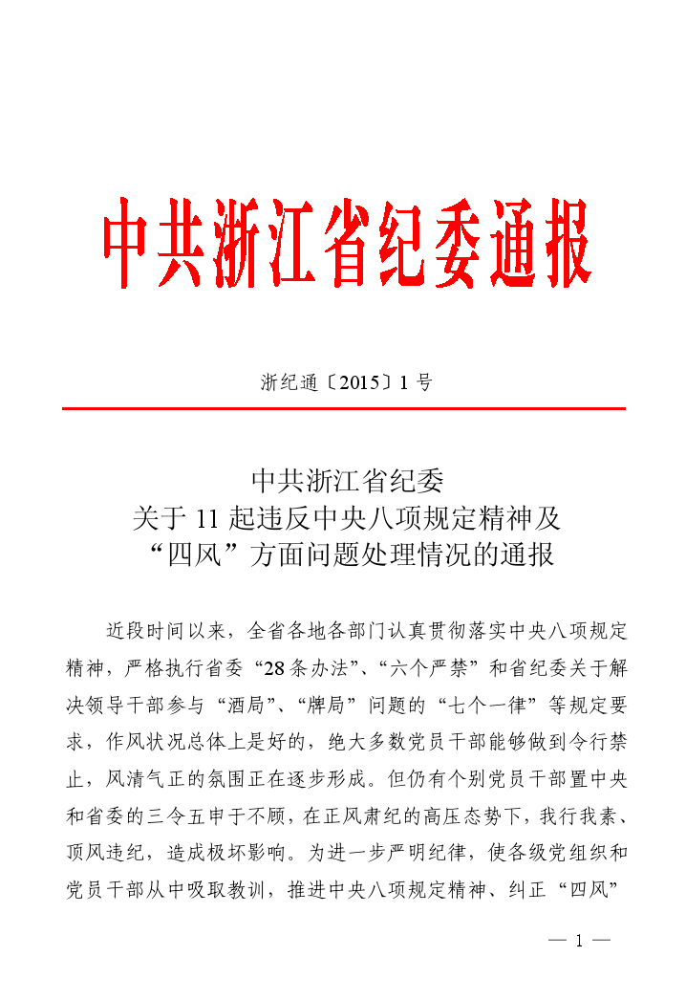 中共浙江省纪委通报
浙纪通〔2015〕1 号
中共浙江省纪委
关于 11 起违反中央八项规定精神及
“四风”方面问题处理情况的通报
近段时间以来，全省各地各部门认真贯彻落实中央八项规定
精神，严格执行省委“28 条办法”、“六个严禁”和省纪委关于解
决领导干部参与“酒局”、“牌局”问题的“七个一律”等规定要
求，作风状况总体上是好的，绝大多数党员干部能够做到令行禁
止，风清气正的氛围正在逐步形成。但仍有个别党员干部置中央
和省委的三令五申于不顾，在正风肃纪的高压态势下，我行我素、
顶风违纪，造成极坏影响。为进一步严明纪律，使各级党组织和
党员干部从中吸取教训，推进中央八项规定精神、纠正“四风”
— 1 —